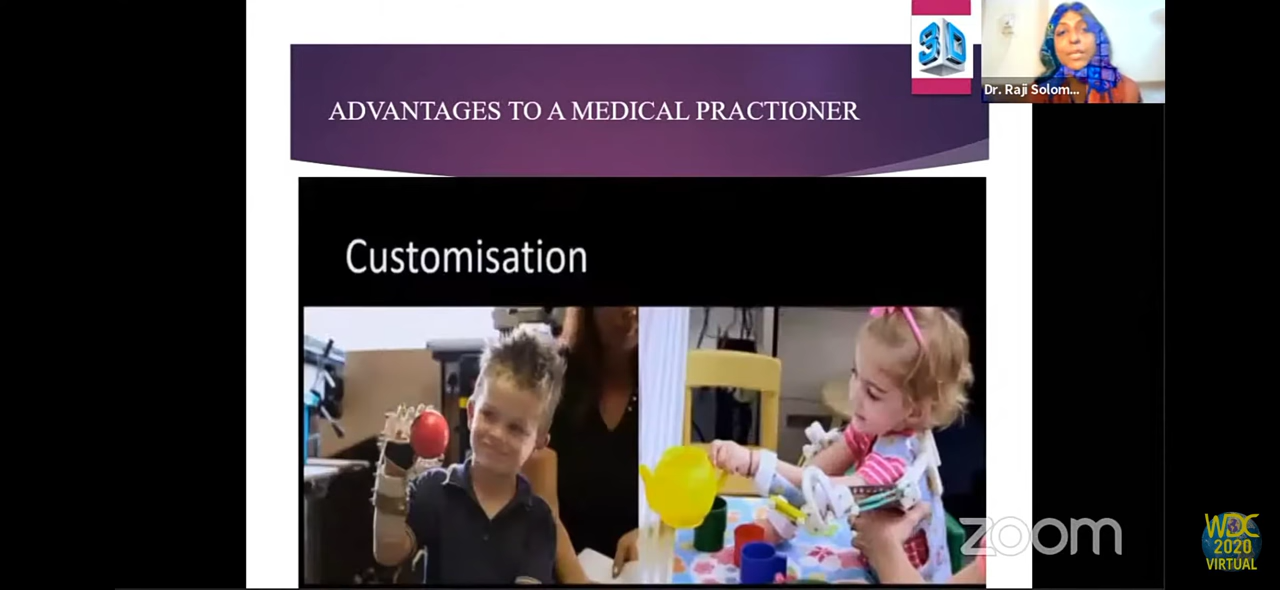 3D
Dr. Raji Solom...
ADVANTAGES TO A MEDICAL PRACTIONER
Customisation
zoom
WDC
2020
VIRTUAL